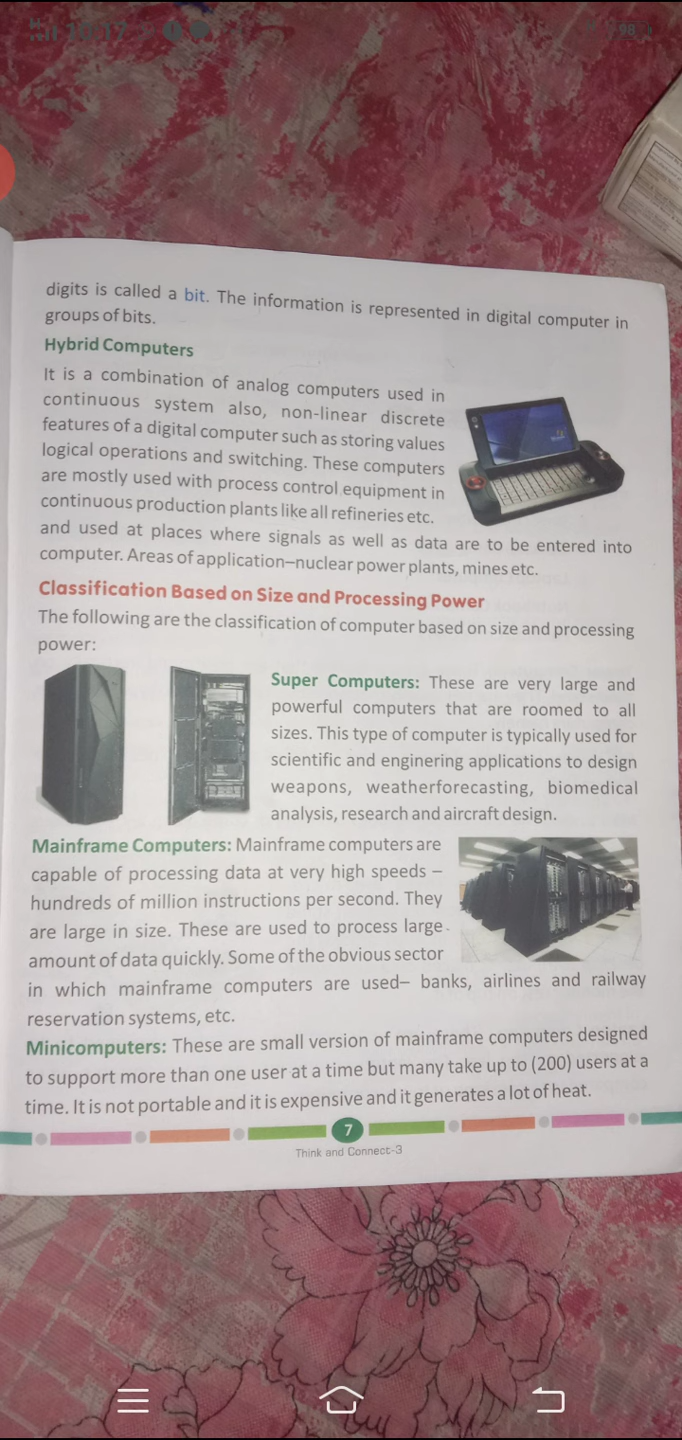 10:17
98
digits is called a bit. The information is represented in digital computer in
groups of bits.
Hybrid Computers
It is a combination of analog computers used in
continuous system also, non-linear discrete
features of a digital computer such as storing values
logical operations and switching. These computers
are mostly used with process control equipment in
continuous production plants like all refineries etc.
and used at places where signals as well as data are to be entered into
computer. Areas of application–nuclear power plants, mines etc.
Classification Based on Size and Processing Power
The following are the classification of computer based on size and processing
power:
Super Computers: These are very large and
powerful computers that are roomed to all
sizes. This type of computer is typically used for
scientific and enginering applications to design
weapons, weatherforecasting, biomedical
analysis, research and aircraft design.
Mainframe Computers: Mainframe computers are
capable of processing data at very high speeds –
hundreds of million instructions per second. They
are large in size. These are used to process large
amount of data quickly. Some of the obvious sector
in which mainframe computers are used– banks, airlines and railway
reservation systems, etc.
Minicomputers: These are small version of mainframe computers designed
to support more than one user at a time but many take up to (200) users at a
time. It is not portable and it is expensive and it generates a lot of heat.
7
Think and Connect-3